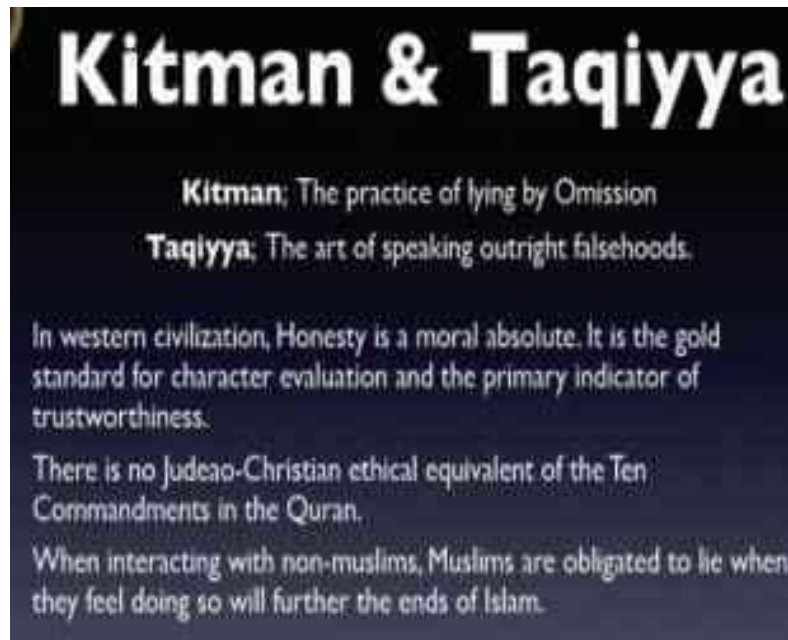 Kitman & Taqiyya
Kitman; The practice of lying by Omission
Taqiyya; The art of speaking outright falsehoods.
In western civilization, Honesty is a moral absolute. It is the gold
standard for character evaluation and the primary indicator of
trustworthiness.
There is no Judeao-Christian ethical equivalent of the Ten
Commandments in the Quran.
When interacting with non-muslims, Muslims are obligated to lie when
they feel doing so will further the ends of Islam.